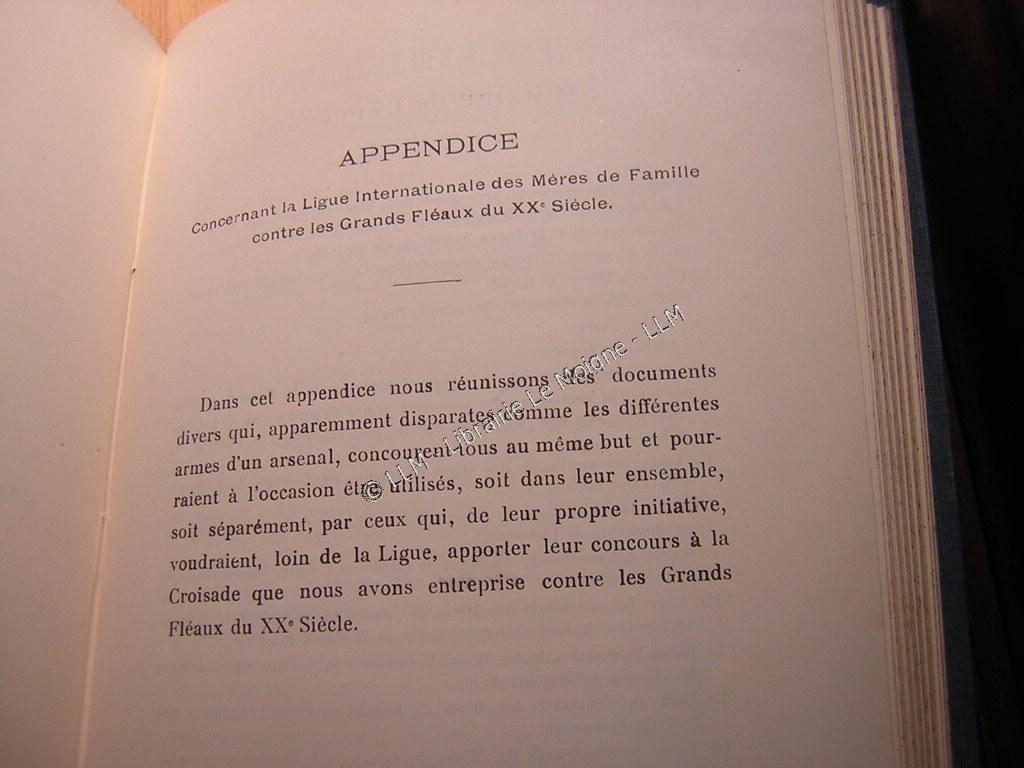 APPENDICE
Concernant la Ligue Internationale des Méres de Famille
contre les Grands Fléaux du XXe Siécle.
Dans cet appendice nous réunissons des documents
divers qui, apparemment disparates comme les différentes
armes d'un arsenal, concourent tous au même but et pour-
raient à l'occasion être utilisés, soit dans leur ensemble,
soit séparément, par ceux qui, de leur propre initiative,
voudraient, loin de la Ligue, apporter leur concours à la
Croisade que nous avons entreprise contre les Grands
Fléaux du XXe Siècle.
© LLM - Librairie Le Moigne - LLM